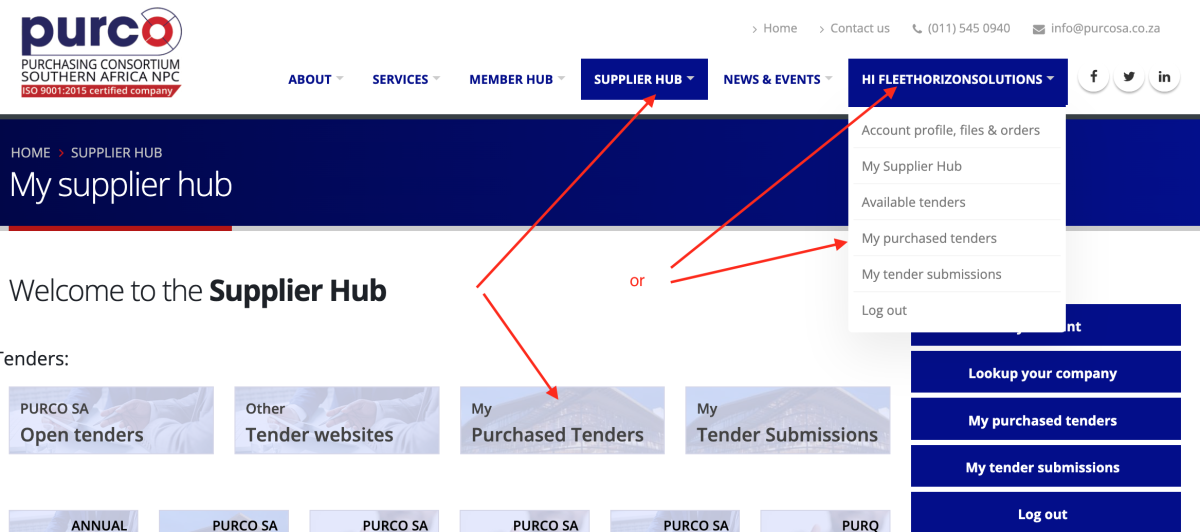 purco
PURCHASING CONSORTIUM
SOUTHERN AFRICA NPC
ISO 9001:2015 certified company
Home
Contact us
(011) 545 0940
info@purcosa.co.za
ABOUT
SERVICES
MEMBER HUB
SUPPLIER HUB
NEWS & EVENTS
HI FLEETHORIZONSOLUTIONS
HOME > SUPPLIER HUB
My supplier hub
Account profile, files & orders
My Supplier Hub
Available tenders
My purchased tenders
My tender submissions
Log out
or
Welcome to the Supplier Hub
Tenders:
PURCO SA
Open tenders
Other
Tender websites
My
Purchased Tenders
My
Tender Submissions
Lookup your company
My purchased tenders
My tender submissions
Log out
ANNUAL
PURCO SA
PURCO SA
PURCO SA
PURCO SA
PURQ